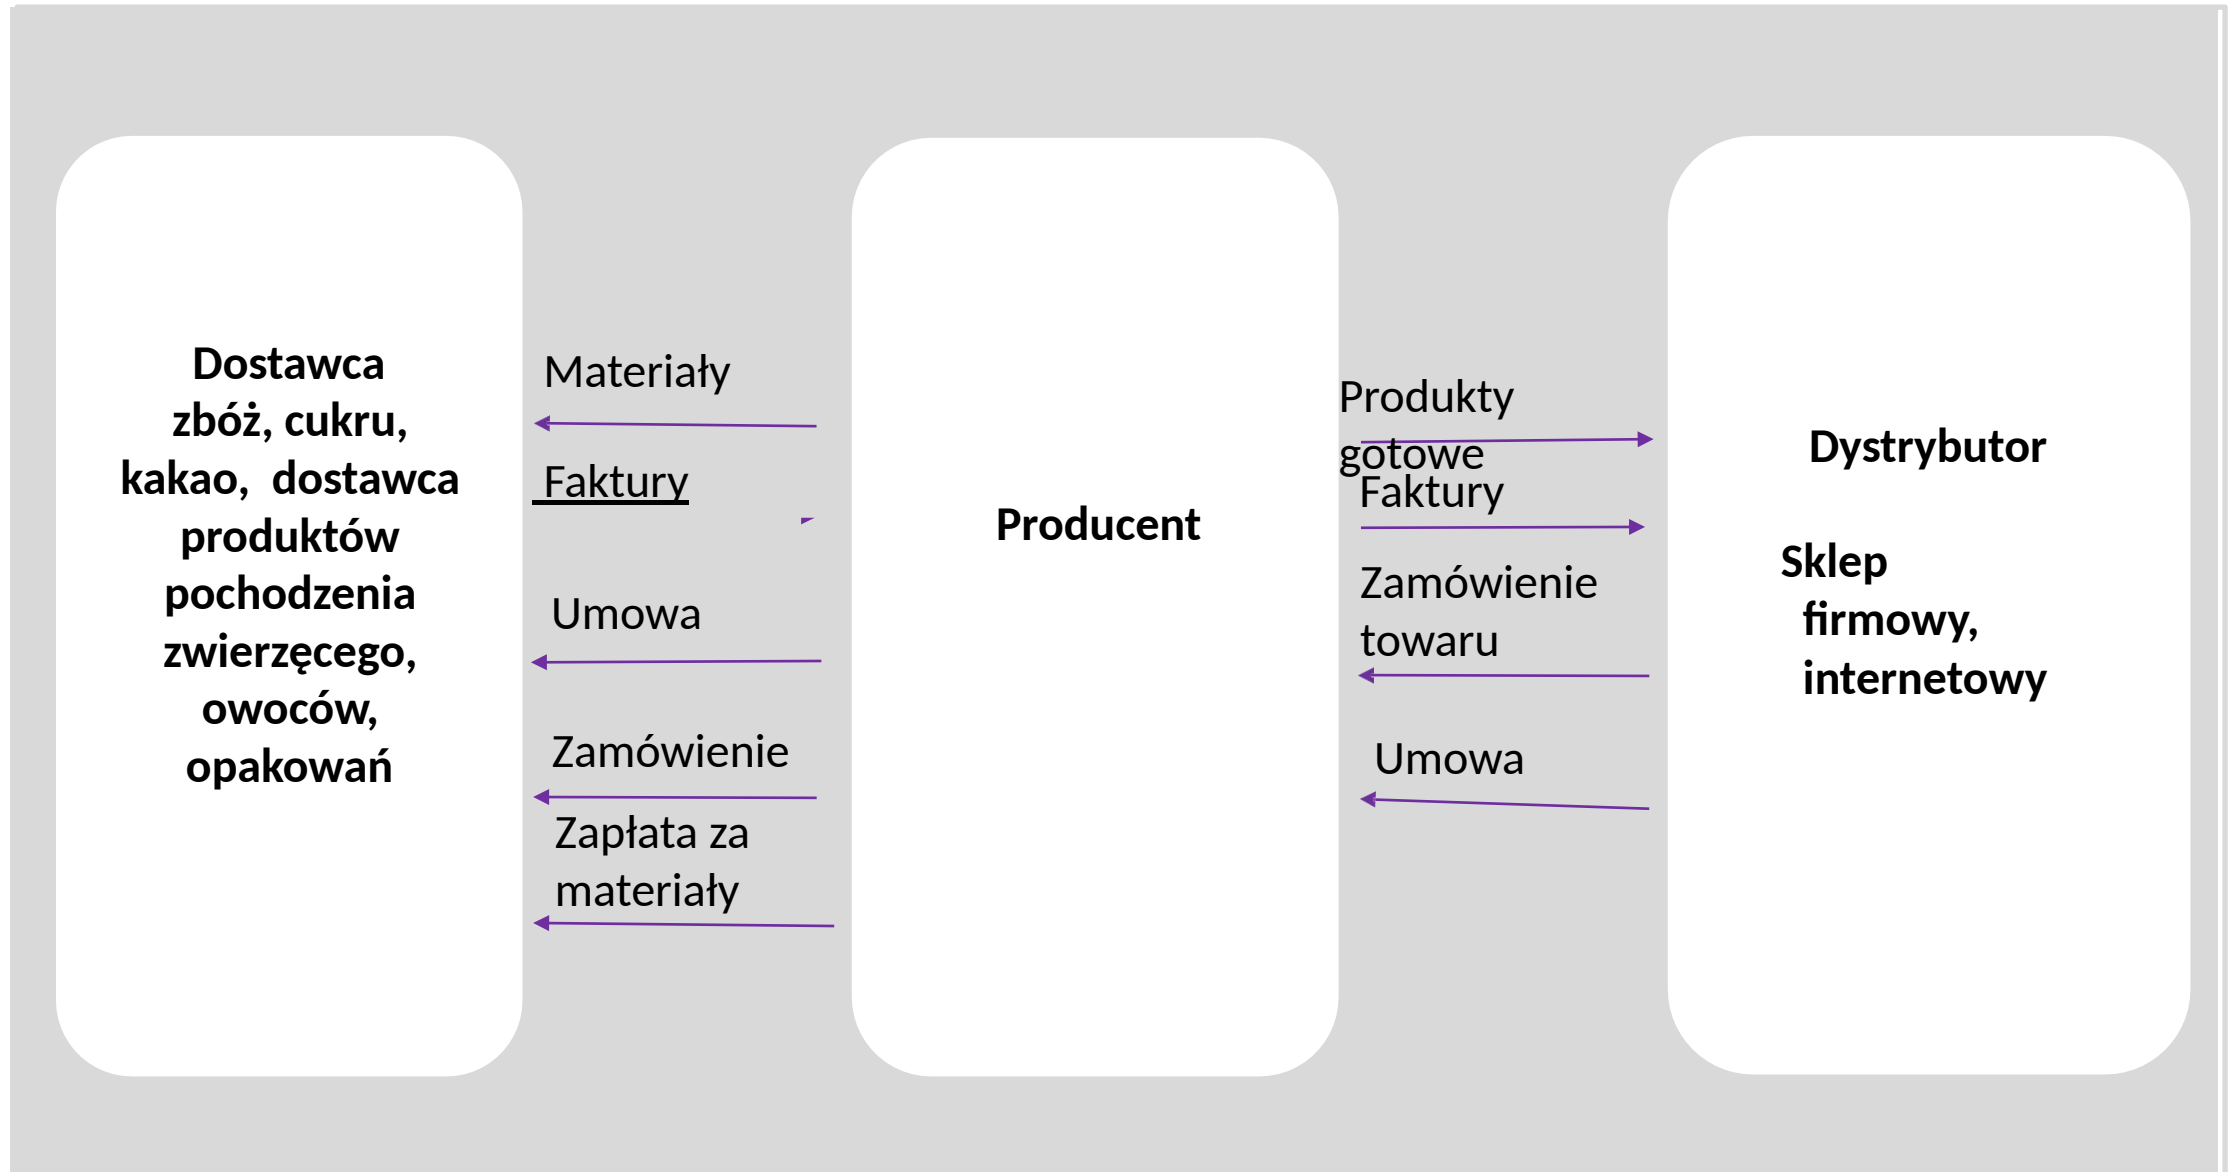 Dostawca
zbóż, cukru,
kakao, dostawca
produktów
pochodzenia
zwierzęcego,
owoców,
opakowań
Materiały
Faktury
Umowa
Zamówienie
Zapłata za
materiały
Producent
Produkty
gotowe
Faktury
Zamówienie
towaru
Umowa
Dystrybutor
Sklep
firmowy,
internetowy